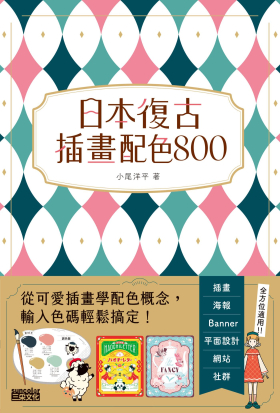 日本復古
插畫配色800
小尾洋平 著
從可愛插畫學配色概念，
輸入色碼輕鬆搞定！
插畫
海報
Banner
平面設計
網站
社群
全方位適用!!
FANCY
suncolor
三采文化